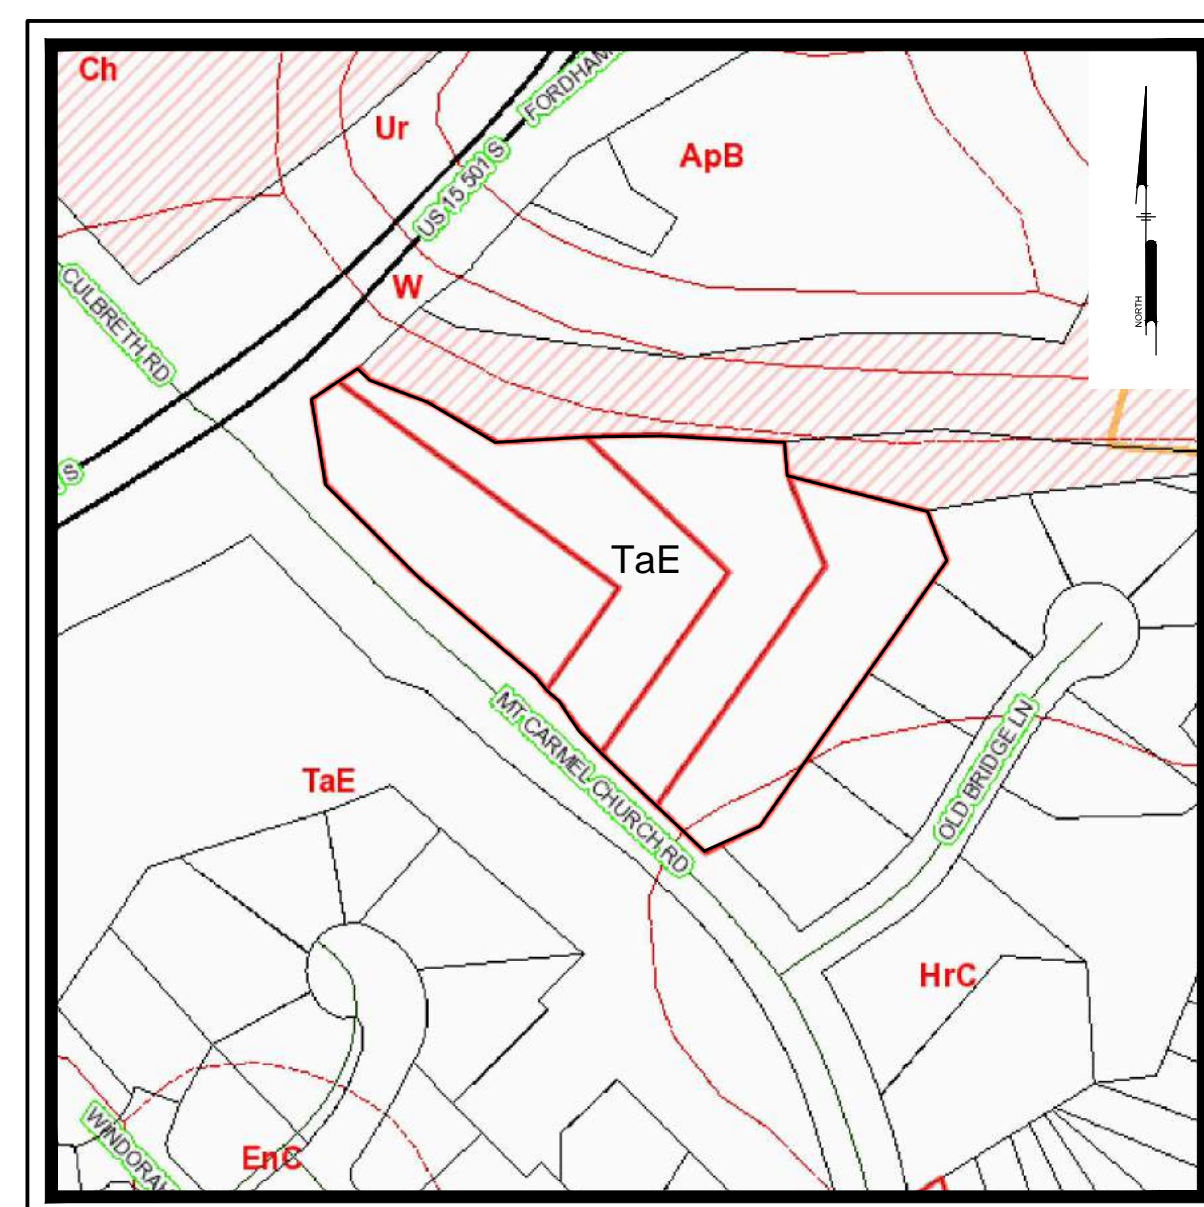 Ch
Ur
FORDHAM
ApB
US 15 501 S
W
CULBRETH RD
NORTH
S
TaE
MT CARMEL CHURCH RD
OLD BRIDGE LN
TaE
HrC
WINDORAH
EnC